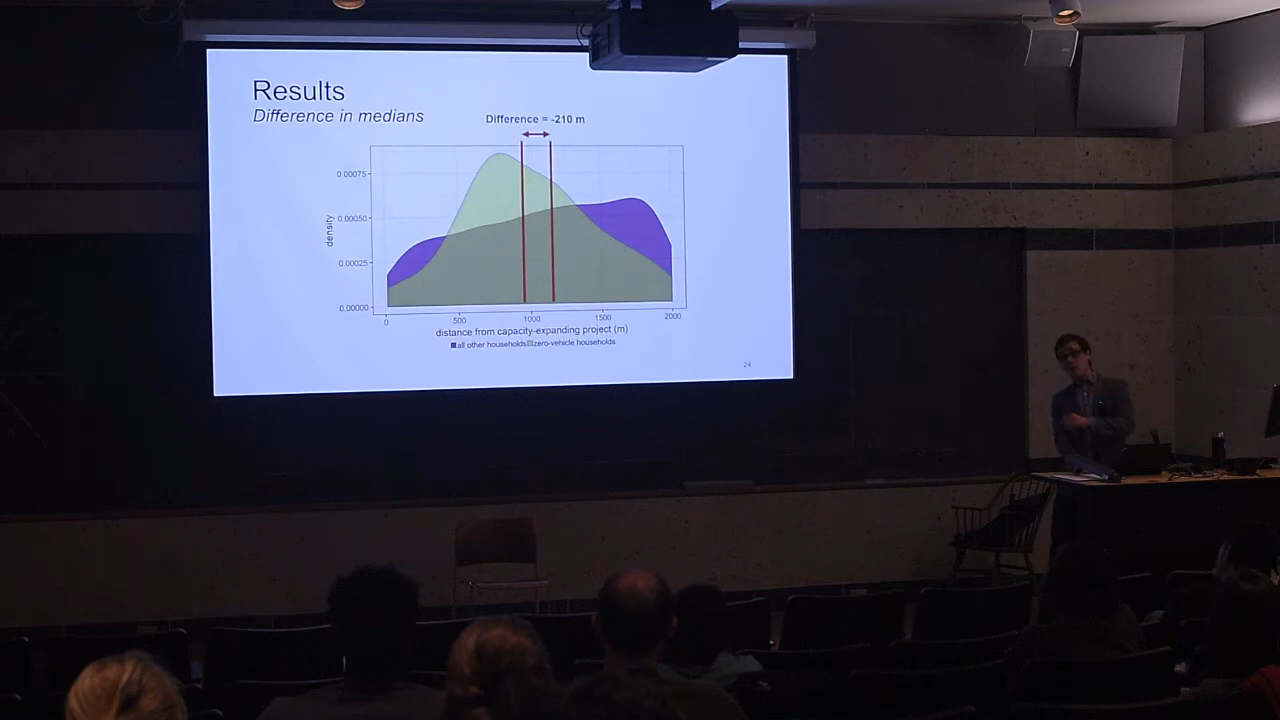 Results
Difference in medians
Difference = -210 m
0.00075
0.00050
0.00025
0.00000
density
0 500 1000 1500 2000
distance from capacity-expanding project (m)
all other households zero-vehicle households
24